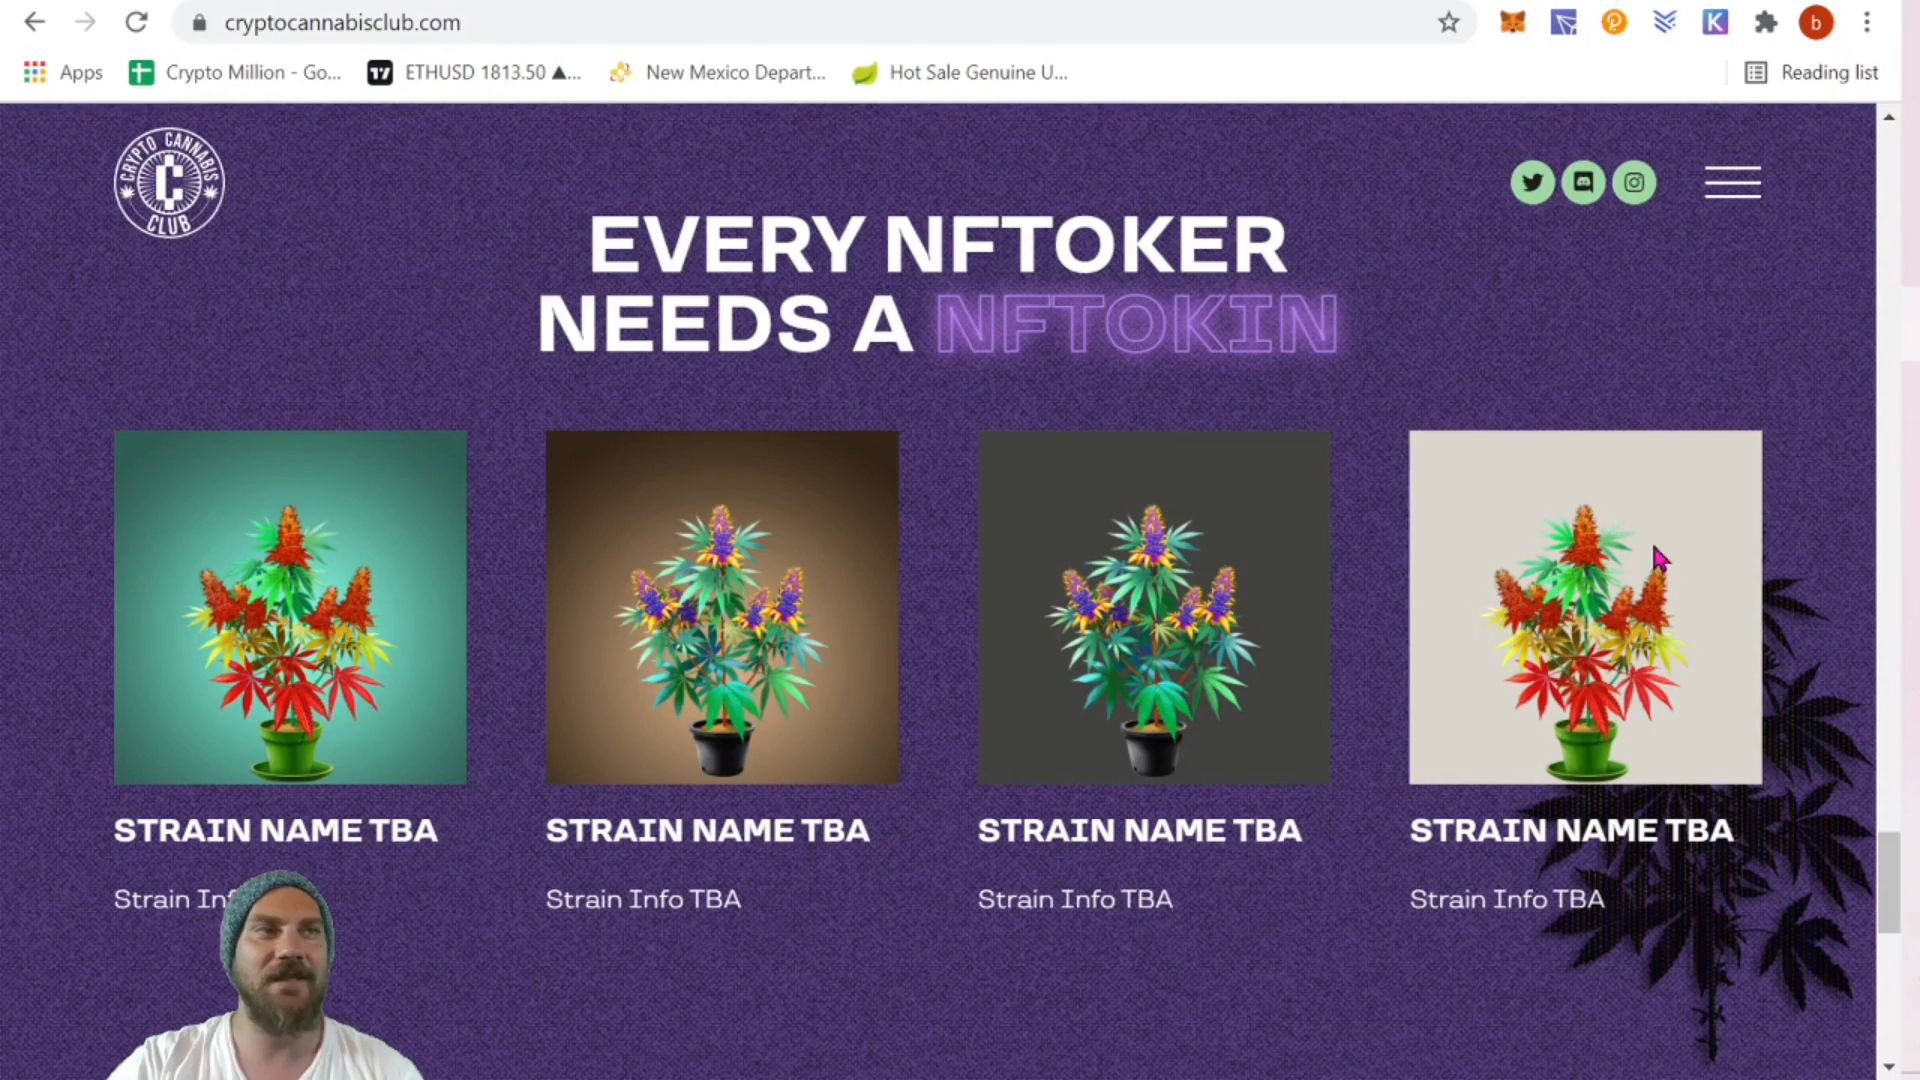 cryptocannabisclub.com
Apps
Crypto Million - Go...
ETHUSD 1813.50 ▲...
New Mexico Depart...
Hot Sale Genuine U...
Reading list
CRYPTO CANNABIS
C
CLUB
EVERY NFTOKER
NEEDS A NFTOKIN
STRAIN NAME TBA
STRAIN NAME TBA
STRAIN NAME TBA
STRAIN NAME TBA
Strain Inf
Strain Info TBA
Strain Info TBA
Strain Info TBA
K
b